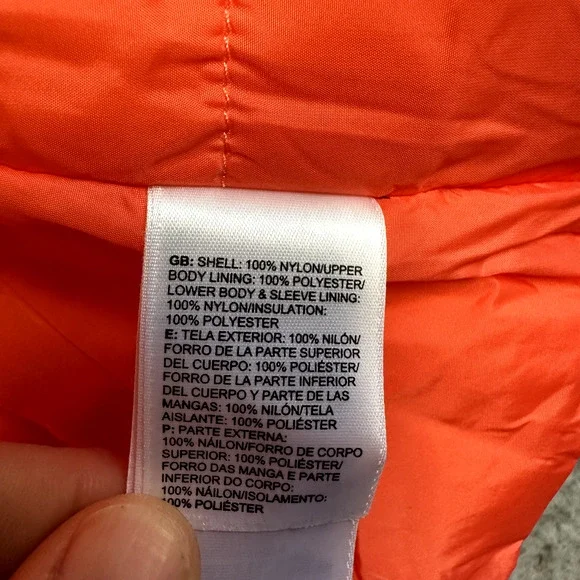 GB: SHELL: 100% NYLON/UPPER
BODY LINING: 100% POLYESTER/
LOWER BODY & SLEEVE LINING:
100% NYLON/INSULATION:
100% POLYESTER
E: TELA EXTERIOR: 100% NILÓN/
FORRO DE LA PARTE SUPERIOR
DEL CUERPO: 100% POLIÉSTER/
FORRO DE LA PARTE INFERIOR
DEL CUERPO Y PARTE DE LAS
MANGAS: 100% NILÓN/TELA
AISLANTE: 100% POLIÉSTER
P: PARTE EXTERNA:
100% NÁILON/FORRO DE CORPO
SUPERIOR: 100% POLIÉSTER/
FORRO DAS MANGA E PARTE
INFERIOR DO CORPO:
100% NÁILON/ISOLAMENTO:
100% POLIÉSTER